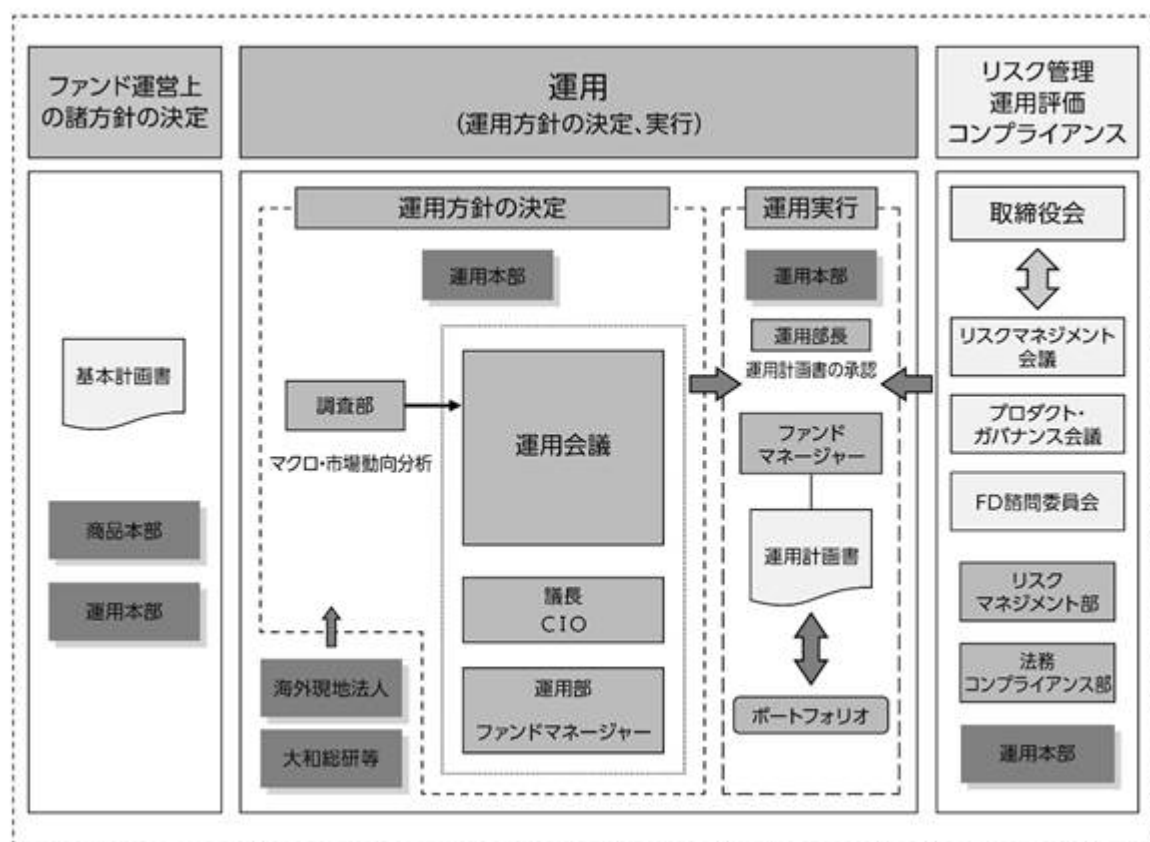 ファンド運営上
の諸方針の決定
運用
(運用方針の決定、実行)
リスク管理
運用評価
コンプライアンス
基本計画書
商品本部
運用本部
運用方針の決定
運用本部
調査部
マクロ・市場動向分析
運用会議
議長
CIO
運用部
ファンドマネージャー
海外現地法人
大和総研等
運用実行
運用本部
運用部長
運用計画書の承認
ファンド
マネージャー
運用計画書
ポートフォリオ
取締役会
リスクマネジメント
会議
プロダクト・
ガバナンス会議
FD諮問委員会
リスク
マネジメント部
法務
コンプライアンス部
運用本部